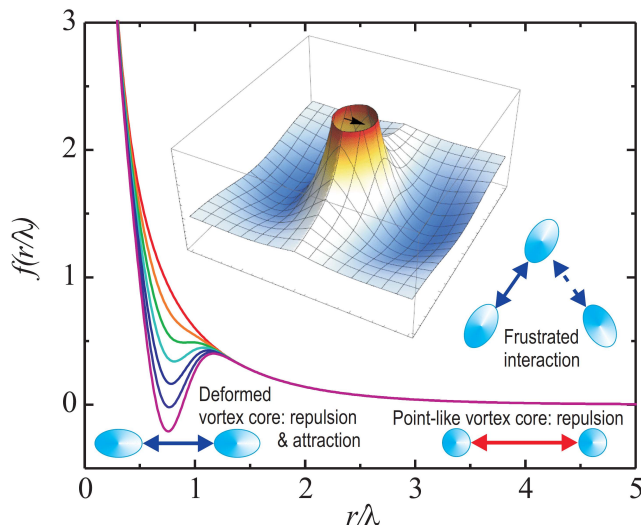 3
2
1
0
f(r/λ)
Frustrated
interaction
Deformed
vortex core: repulsion
& attraction
Point-like vortex core: repulsion
0
1
2
3
4
5
r/λ